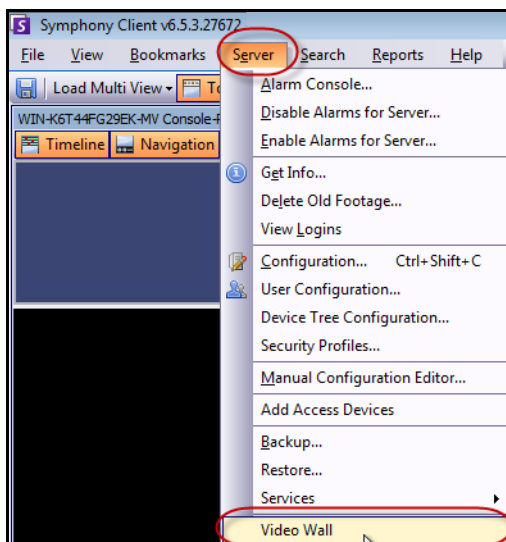 Symphony Client v6.5.3.27672
File View Bookmarks Server Search Reports Help
Load Multi View
WIN-K6T44FG29EK-MV Console-
Timeline Navigation
Alarm Console...
Disable Alarms for Server...
Enable Alarms for Server...
Get Info...
Delete Old Footage...
View Logins
Configuration... Ctrl+Shift+C
User Configuration...
Device Tree Configuration...
Security Profiles...
Manual Configuration Editor...
Add Access Devices
Backup...
Restore...
Services
Video Wall